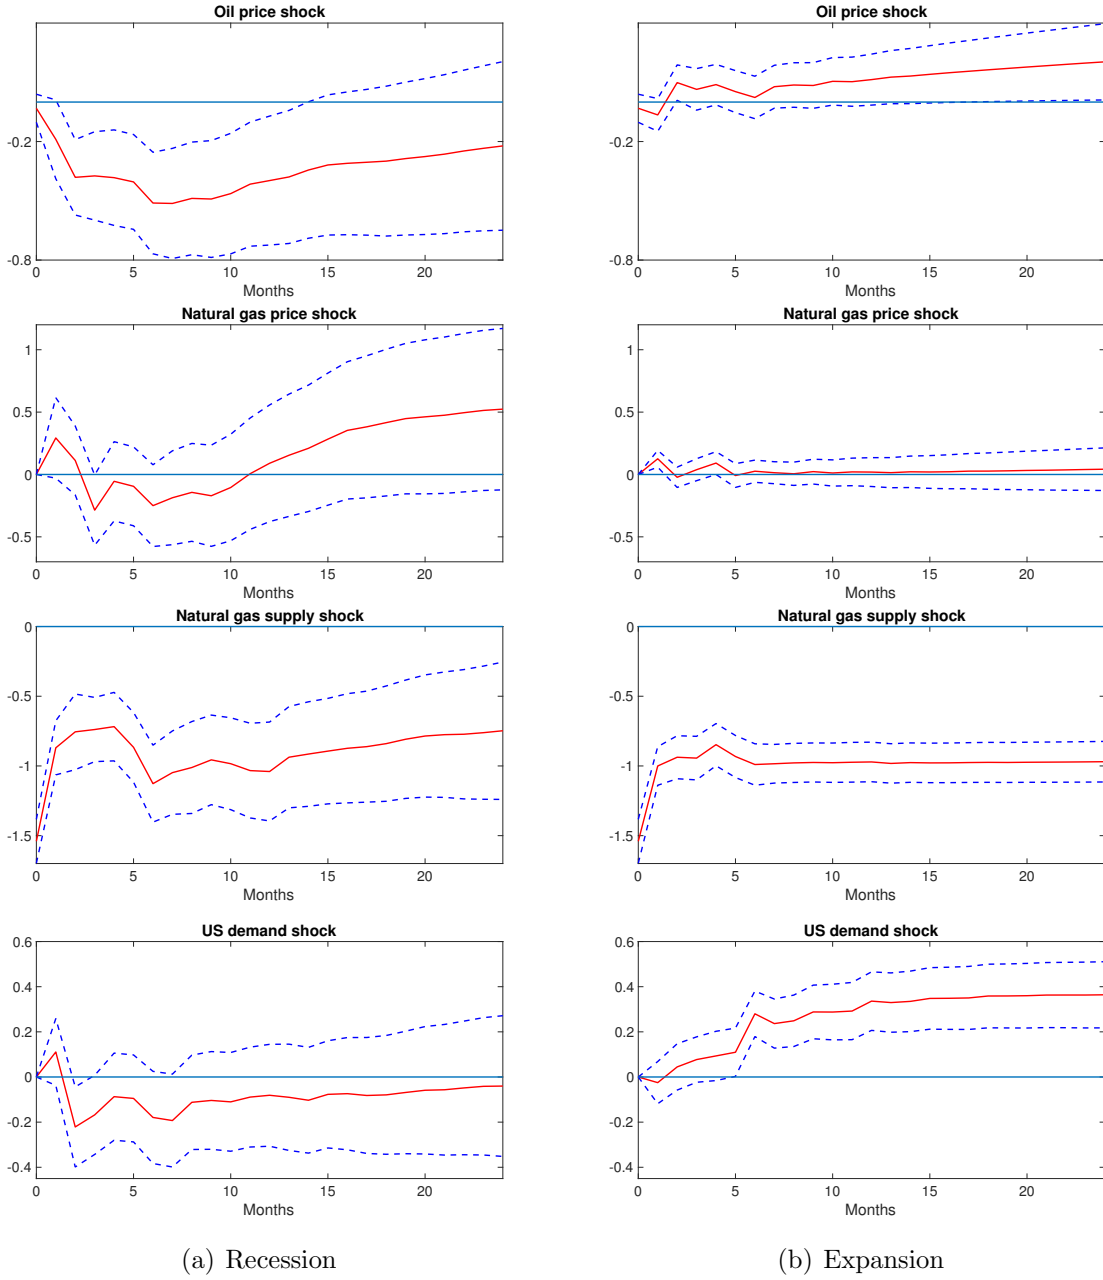 Oil price shock
-0.2
-0.8
0 5 10 15 20
Months
Oil price shock
-0.2
-0.8
0 5 10 15 20
Months
Natural gas price shock
1
0.5
0
-0.5
0 5 10 15 20
Months
Natural gas price shock
1
0.5
0
-0.5
0 5 10 15 20
Months
Natural gas supply shock
0
-0.5
-1
-1.5
0 5 10 15 20
Months
Natural gas supply shock
0
-0.5
-1
-1.5
0 5 10 15 20
Months
US demand shock
0.6
0.4
0.2
0
-0.2
-0.4
0 5 10 15 20
Months
US demand shock
0.6
0.4
0.2
0
-0.2
-0.4
0 5 10 15 20
Months
(a) Recession
(b) Expansion